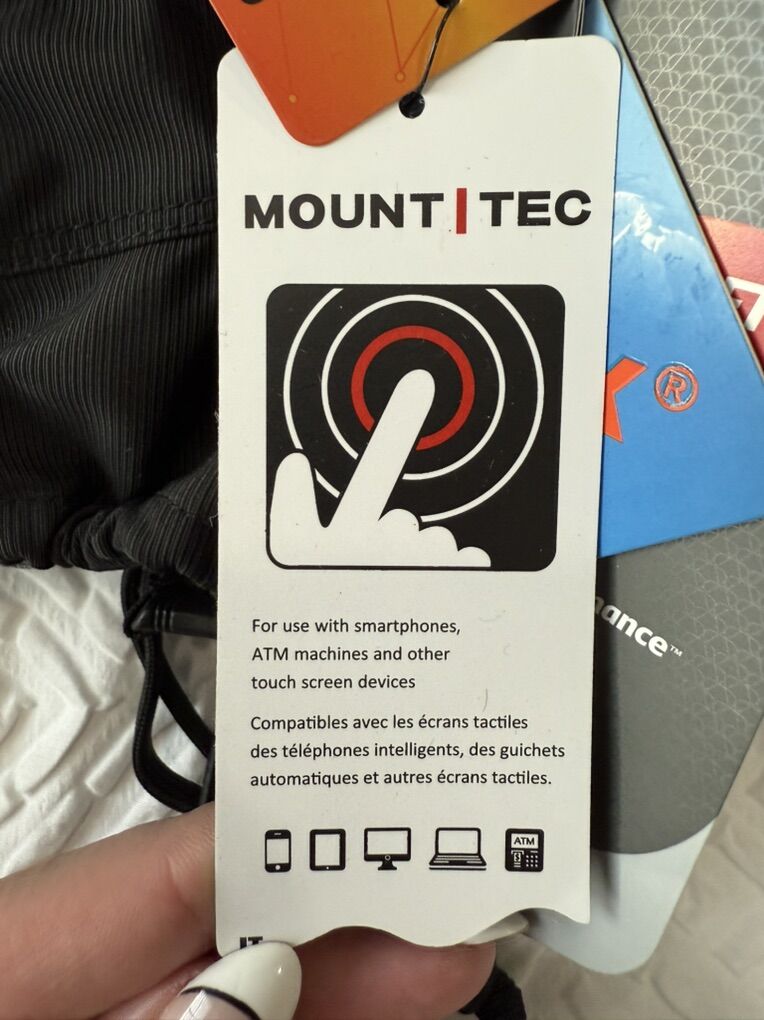 MOUNT|TEC
®
For use with smartphones,
ATM machines and other
touch screen devices
Compatibles avec les écrans tactiles
des téléphones intelligents, des guichets
automatiques et autres écrans tactiles.
ATM